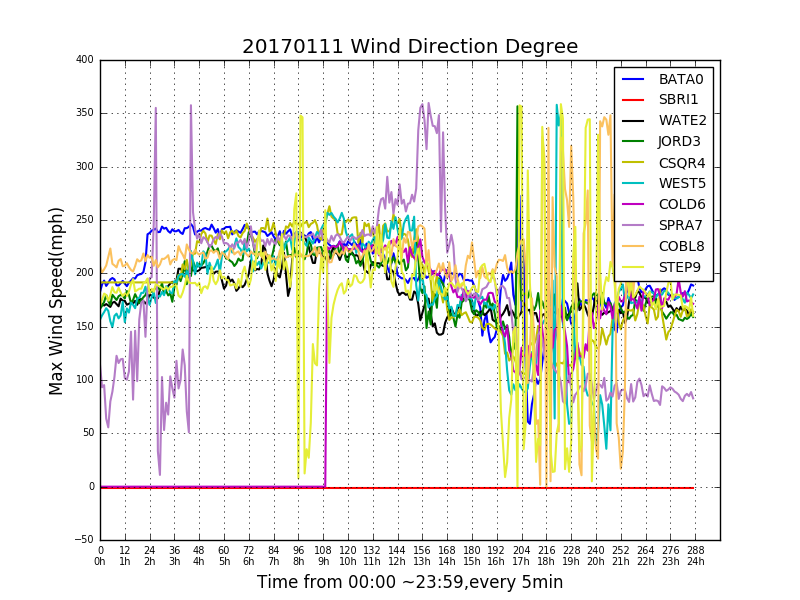 20170111 Wind Direction Degree
400
350
300
250
200
150
100
50
0
−50
Max Wind Speed(mph)
BATA0
SBRI1
WATE2
JORD3
CSQR4
WEST5
COLD6
SPRA7
COBL8
STEP9
0 12 24 36 48 60 72 84 96 108 120 132 144 156 168 180 192 204 216 228 240 252 264 276 288
0h 1h 2h 3h 4h 5h 6h 7h 8h 9h 10h 11h 12h 13h 14h 15h 16h 17h 18h 19h 20h 21h 22h 23h 24h
Time from 00:00 ~23:59,every 5min